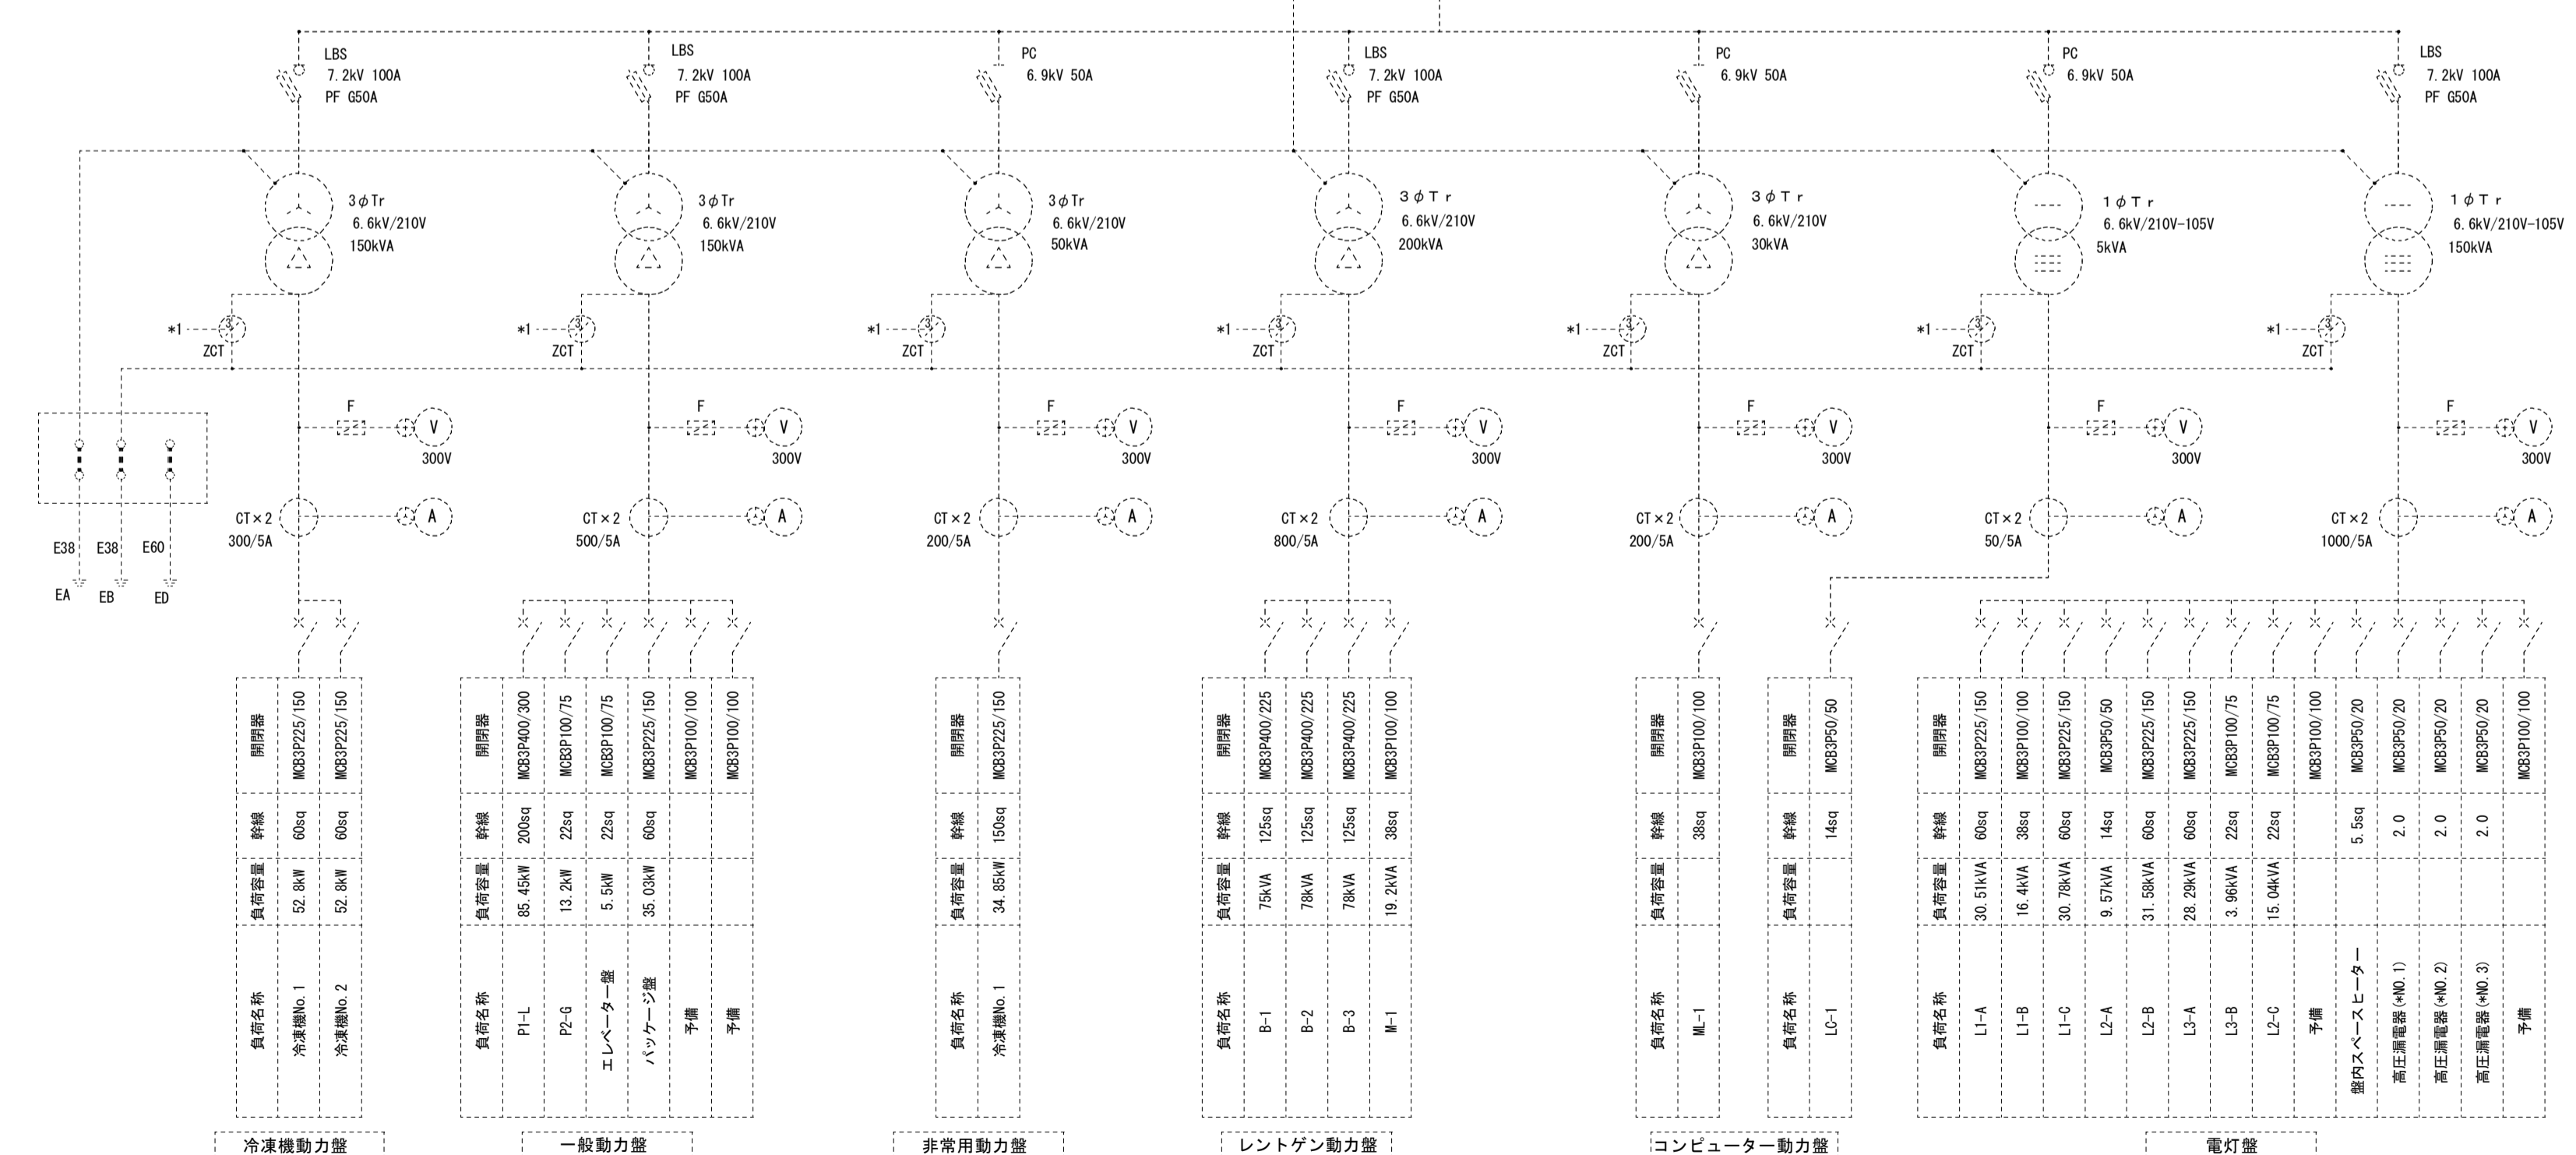 LBS
7.2kV 100A
PF G50A
LBS
7.2kV 100A
PF G50A
PC
6.9kV 50A
LBS
7.2kV 100A
PF G50A
PC
6.9kV 50A
PC
6.9kV 50A
LBS
7.2kV 100A
PF G50A
3φTr
6.6kV/210V
150kVA
3φTr
6.6kV/210V
150kVA
3φTr
6.6kV/210V
50kVA
3φTr
6.6kV/210V
200kVA
3φTr
6.6kV/210V
30kVA
1φTr
6.6kV/210V-105V
5kVA
1φTr
6.6kV/210V-105V
150kVA
*1
3
ZCT
*1
3
ZCT
*1
3
ZCT
*1
3
ZCT
*1
3
ZCT
*1
3
ZCT
*1
3
ZCT
F
V
300V
F
V
300V
F
V
300V
F
V
300V
F
V
300V
F
V
300V
F
V
300V
CT×2
300/5A
A
CT×2
500/5A
A
CT×2
200/5A
A
CT×2
800/5A
A
CT×2
200/5A
A
CT×2
50/5A
A
CT×2
1000/5A
A
E38
E38
E60
EA
EB
ED
開閉器
MCB3P225/150
MCB3P225/150
幹線
60sq
60sq
負荷容量
52.8kW
52.8kW
負荷名称
冷凍機No.1
冷凍機No.2
冷凍機動力盤
開閉器
MCB3P400/300
MCB3P100/75
MCB3P100/75
MCB3P225/150
MCB3P100/100
MCB3P100/100
幹線
200sq
22sq
22sq
60sq
負荷容量
85.45kW
13.2kW
5.5kW
35.03kW
負荷名称
P1-L
P2-G
エレベーター盤
パッケージ盤
予備
予備
一般動力盤
開閉器
MCB3P225/150
幹線
150sq
負荷容量
34.85kW
負荷名称
冷凍機No.1
非常用動力盤
開閉器
MCB3P400/225
MCB3P400/225
MCB3P400/225
MCB3P100/100
幹線
125sq
125sq
125sq
38sq
負荷容量
75kVA
78kVA
78kVA
19.2kVA
負荷名称
B-1
B-2
B-3
M-1
レントゲン動力盤
開閉器
MCB3P100/100
幹線
38sq
負荷容量
負荷名称
ML-1
開閉器
MCB3P50/50
幹線
14sq
負荷容量
負荷名称
LC-1
コンピューター動力盤
開閉器
MCB3P225/150
MCB3P100/100
MCB3P225/150
MCB3P50/50
MCB3P225/150
MCB3P225/150
MCB3P100/75
MCB3P100/75
MCB3P100/100
MCB3P50/20
MCB3P50/20
MCB3P50/20
MCB3P50/20
MCB3P100/100
幹線
60sq
38sq
60sq
14sq
60sq
60sq
22sq
22sq
5.5sq
2.0
2.0
2.0
負荷容量
30.51kVA
16.4kVA
30.78kVA
9.57kVA
31.58kVA
28.29kVA
3.96kVA
15.04kVA
負荷名称
L1-A
L1-B
L1-C
L2-A
L2-B
L3-A
L3-B
L2-C
予備
盤内スペースヒーター
高圧漏電器(*NO.1)
高圧漏電器(*NO.2)
高圧漏電器(*NO.3)
予備
電灯盤